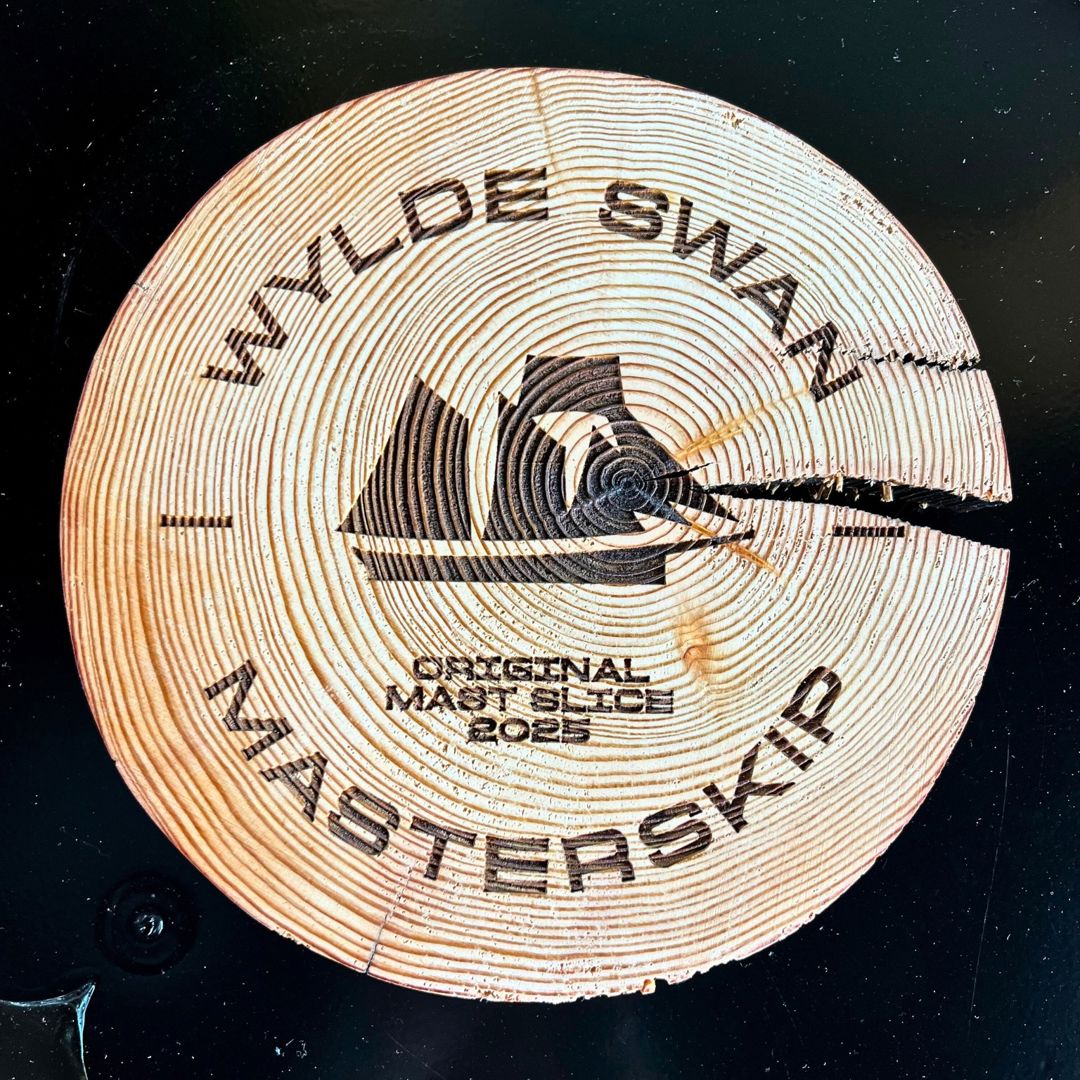 WYLDE SWAN
ORIGINAL
MAST SLICE
2025
MASTERSKIP